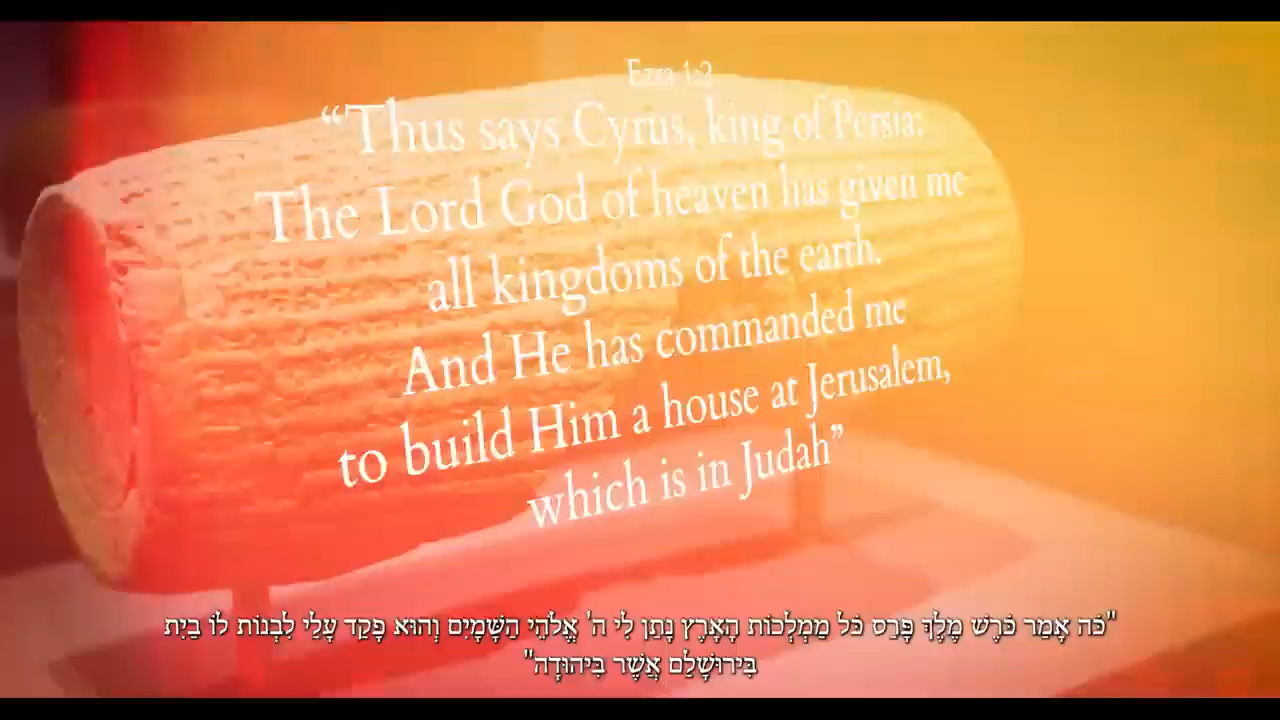 Ezra 1:2
“Thus says Cyrus, king of Persia:
The Lord God of heaven has given me
all kingdoms of the earth.
And He has commanded me
to build Him a house at Jerusalem,
which is in Judah”
"כֹּה אָמַר כֹּרֶשׁ מֶלֶךְ פָּרַס כֹּל מַמְלְכוֹת הָאָרֶץ נָתַן לִי ה' אֱלֹהֵי הַשָּׁמָיִם וְהוּא פָקַד עָלַי לִבְנוֹת לוֹ בַיִת
בִּירוּשָׁלִַם אֲשֶׁר בִּיהוּדָה"